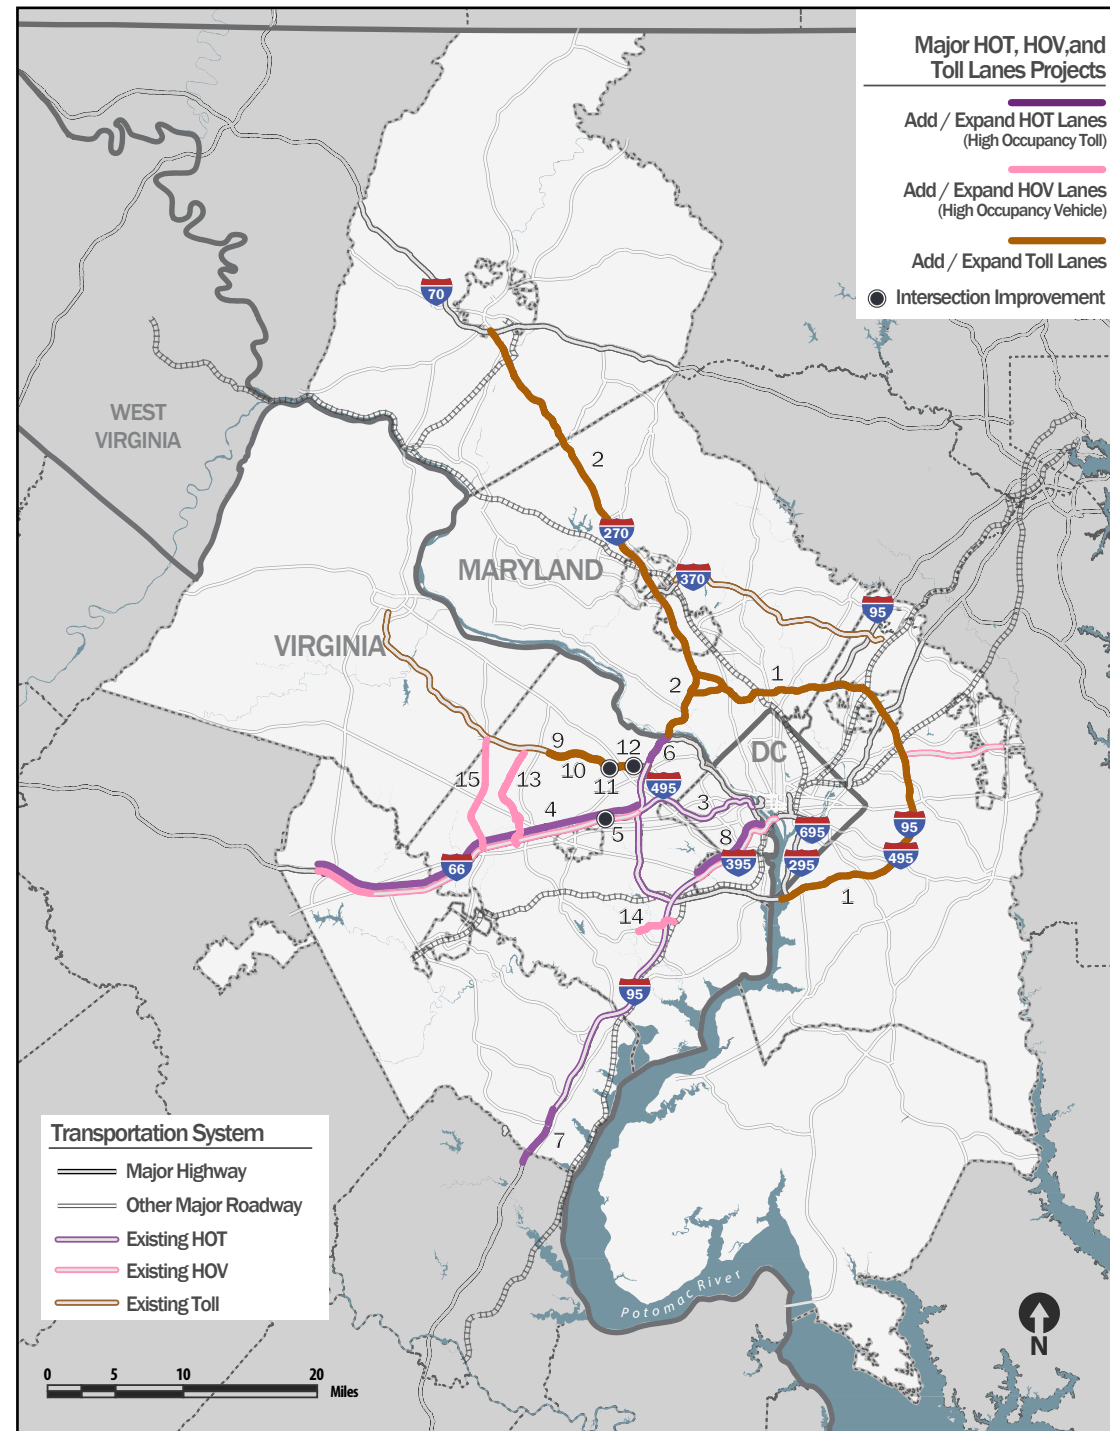 Major HOT, HOV,and
Toll Lanes Projects
Add / Expand HOT Lanes
(High Occupancy Toll)
Add / Expand HOV Lanes
(High Occupancy Vehicle)
Add / Expand Toll Lanes
Intersection Improvement
70
WEST
VIRGINIA
2
270
MARYLAND
370
95
VIRGINIA
2
1
DC
9
12
6
10
11
15
13
495
4
3
5
8
695
95
66
395
295
495
1
14
95
7
Potomac River
Transportation System
Major Highway
Other Major Roadway
Existing HOT
Existing HOV
Existing Toll
N
0 5 10 20
Miles